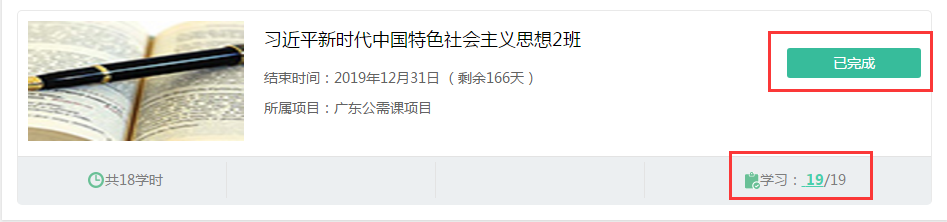 习近平新时代中国特色社会主义思想2班
已完成
结束时间：2019年12月31日 （剩余166天）
所属项目：广东公需课项目
共18学时
学习： 19/19